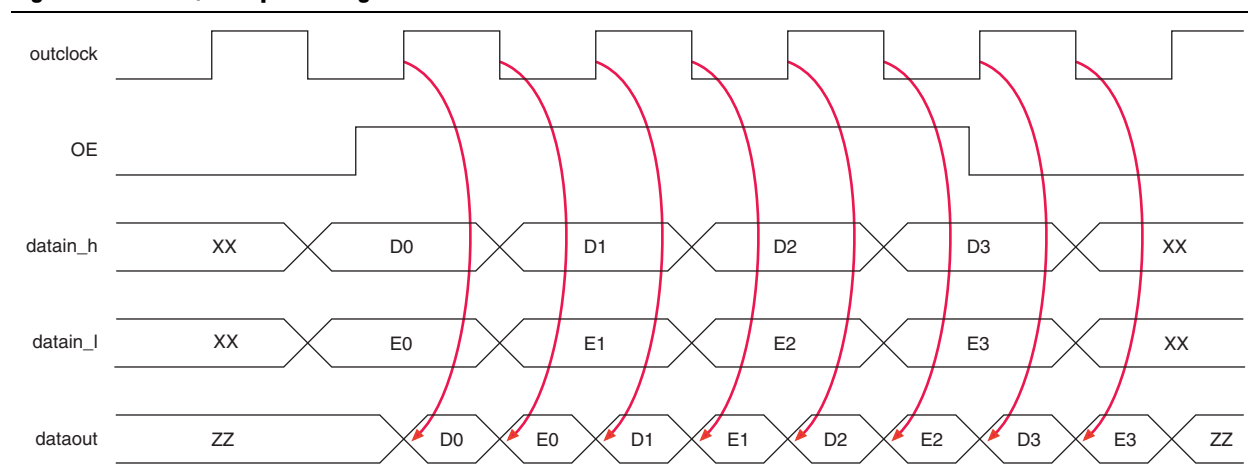 outclock
OE
datain_h XX D0 D1 D2 D3 XX
datain_l XX E0 E1 E2 E3 XX
dataout ZZ D0 E0 D1 E1 D2 E2 D3 E3 ZZ